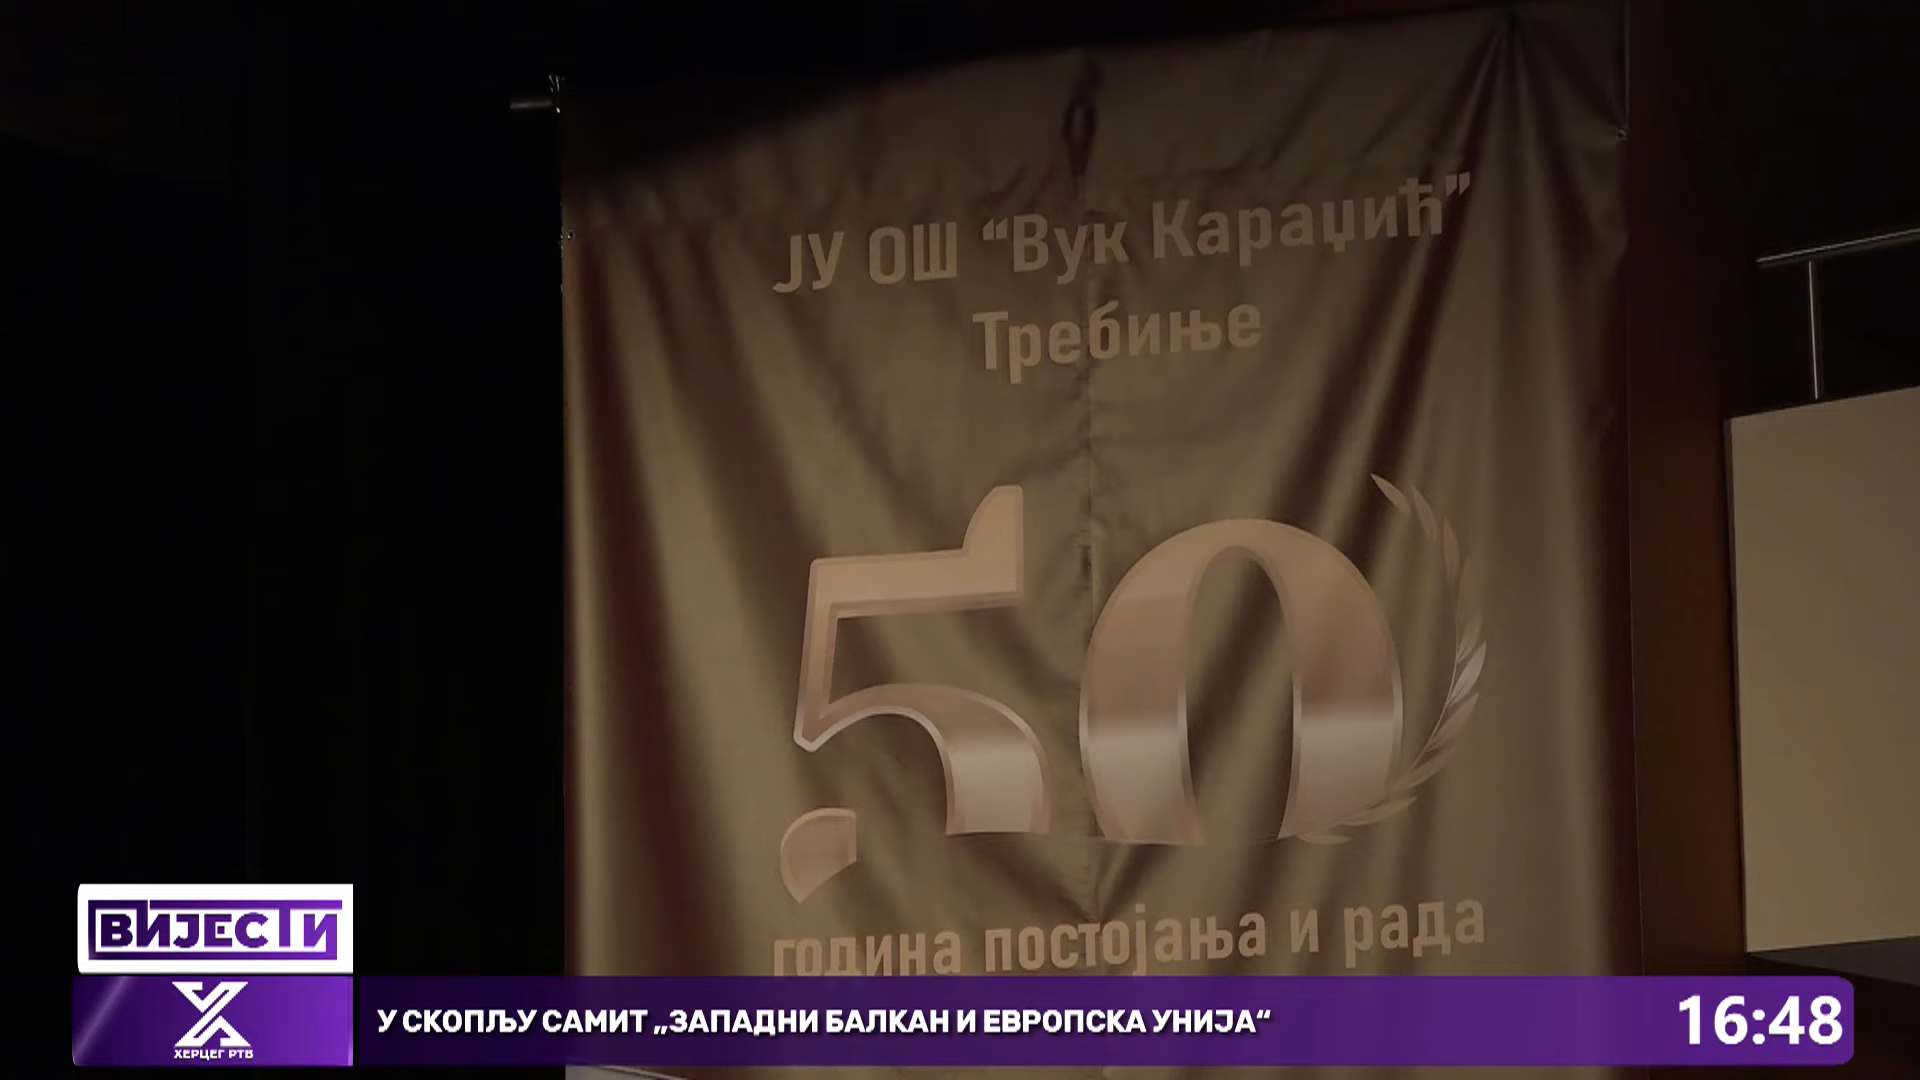 ЈУ ОШ “Вук Караџић”
Требиње
50
година постојања и рада
ВИЈЕСТИ
ХЕРЦЕГ РТВ
У СКОПЉУ САМИТ „ЗАПАДНИ БАЛКАН И ЕВРОПСКА УНИЈА“
16:48